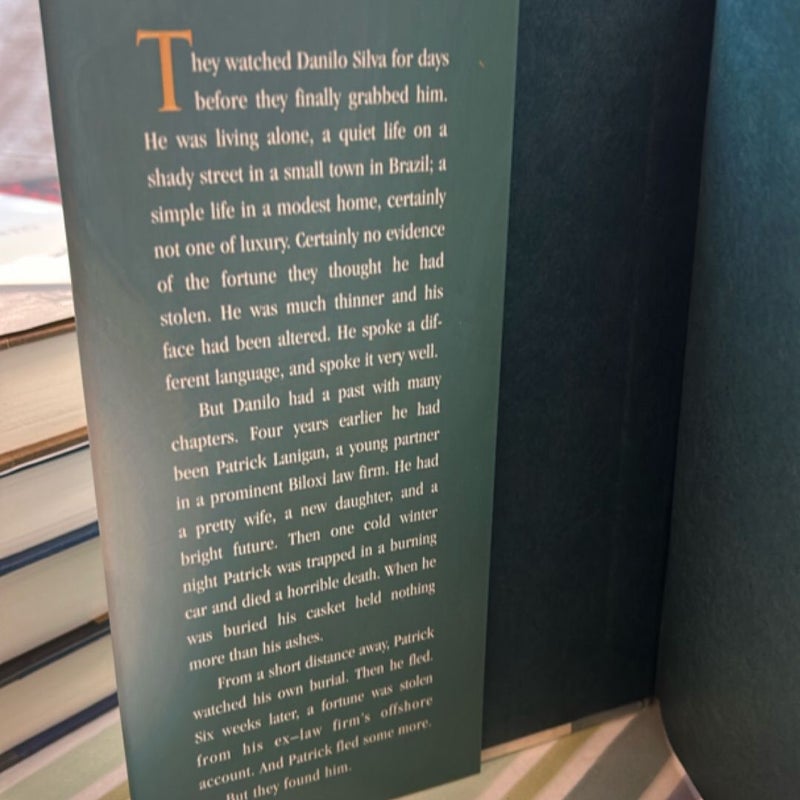 They watched Danilo Silva for days
before they finally grabbed him.
He was living alone, a quiet life on a
shady street in a small town in Brazil; a
simple life in a modest home, certainly
not one of luxury. Certainly no evidence
of the fortune they thought he had
stolen. He was much thinner and his
face had been altered. He spoke a dif-
ferent language, and spoke it very well.
But Danilo had a past with many
chapters. Four years earlier he had
been Patrick Lanigan, a young partner
in a prominent Biloxi law firm. He had
a pretty wife, a new daughter, and a
bright future. Then one cold winter
night Patrick was trapped in a burning
car and died a horrible death. When he
was buried his casket held nothing
more than his ashes.
From a short distance away, Patrick
watched his own burial. Then he fled.
Six weeks later, a fortune was stolen
from his ex–law firm's offshore
account. And Patrick fled some more.
But they found him.